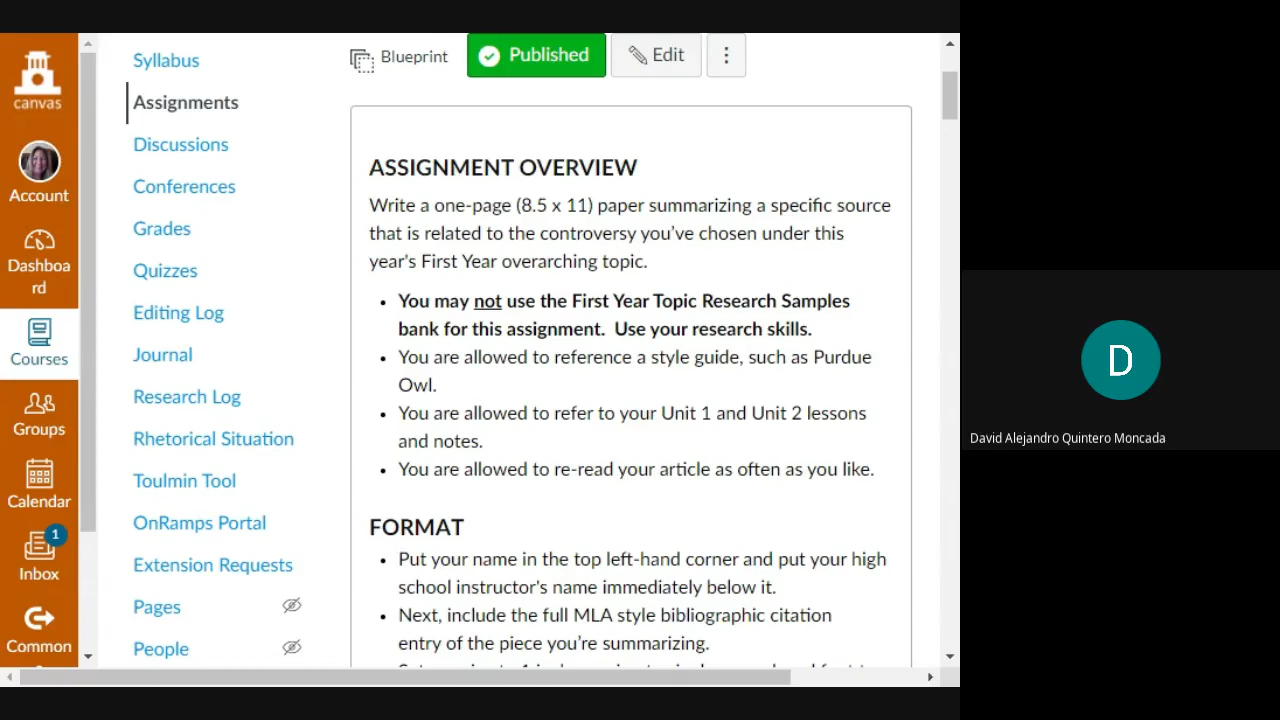 canvas
Account
Dashboa
rd
Courses
Groups
Calendar
1
Inbox
Common
Syllabus
Assignments
Discussions
Conferences
Grades
Quizzes
Editing Log
Journal
Research Log
Rhetorical Situation
Toulmin Tool
OnRamps Portal
Extension Requests
Pages
People
Blueprint
Published
Edit
ASSIGNMENT OVERVIEW
Write a one-page (8.5 x 11) paper summarizing a specific source
that is related to the controversy you’ve chosen under this
year's First Year overarching topic.
• You may not use the First Year Topic Research Samples
bank for this assignment.  Use your research skills.
• You are allowed to reference a style guide, such as Purdue
Owl.
• You are allowed to refer to your Unit 1 and Unit 2 lessons
and notes.
• You are allowed to re-read your article as often as you like.
FORMAT
• Put your name in the top left-hand corner and put your high
school instructor's name immediately below it.
• Next, include the full MLA style bibliographic citation
entry of the piece you’re summarizing.
D
David Alejandro Quintero Moncada